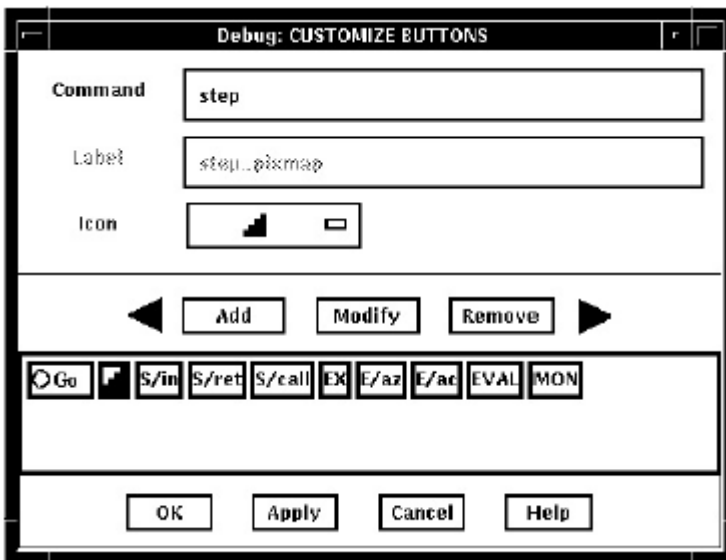 Debug: CUSTOMIZE BUTTONS
Command step
Label step_pixmap
Icon
Add Modify Remove
Go S/in S/ret S/call EX E/az E/ac EVAL MON
OK Apply Cancel Help